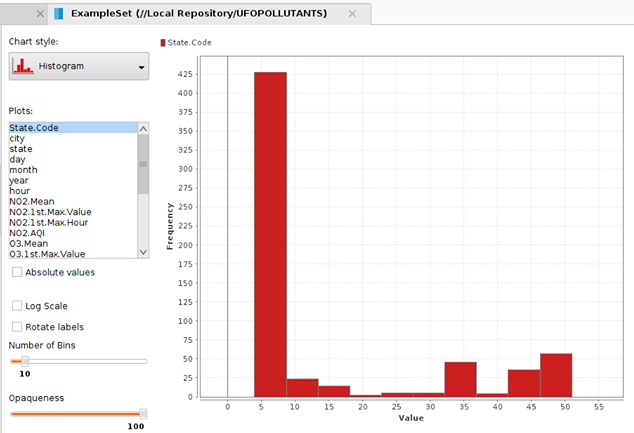 ExampleSet (//Local Repository/UFOPOLLUTANTS)
Chart style:
Histogram
Plots:
State.Code
city
state
day
month
year
hour
NO2.Mean
NO2.1st.Max.Value
NO2.1st.Max.Hour
NO2.AQI
O3.Mean
O3.1st.Max.Value
Absolute values
Log Scale
Rotate labels
Number of Bins
10
Opaqueness
100
State.Code
425
400
375
350
325
300
275
250
225
200
175
150
125
100
75
50
25
0
Frequency
0 5 10 15 20 25 30 35 40 45 50 55
Value